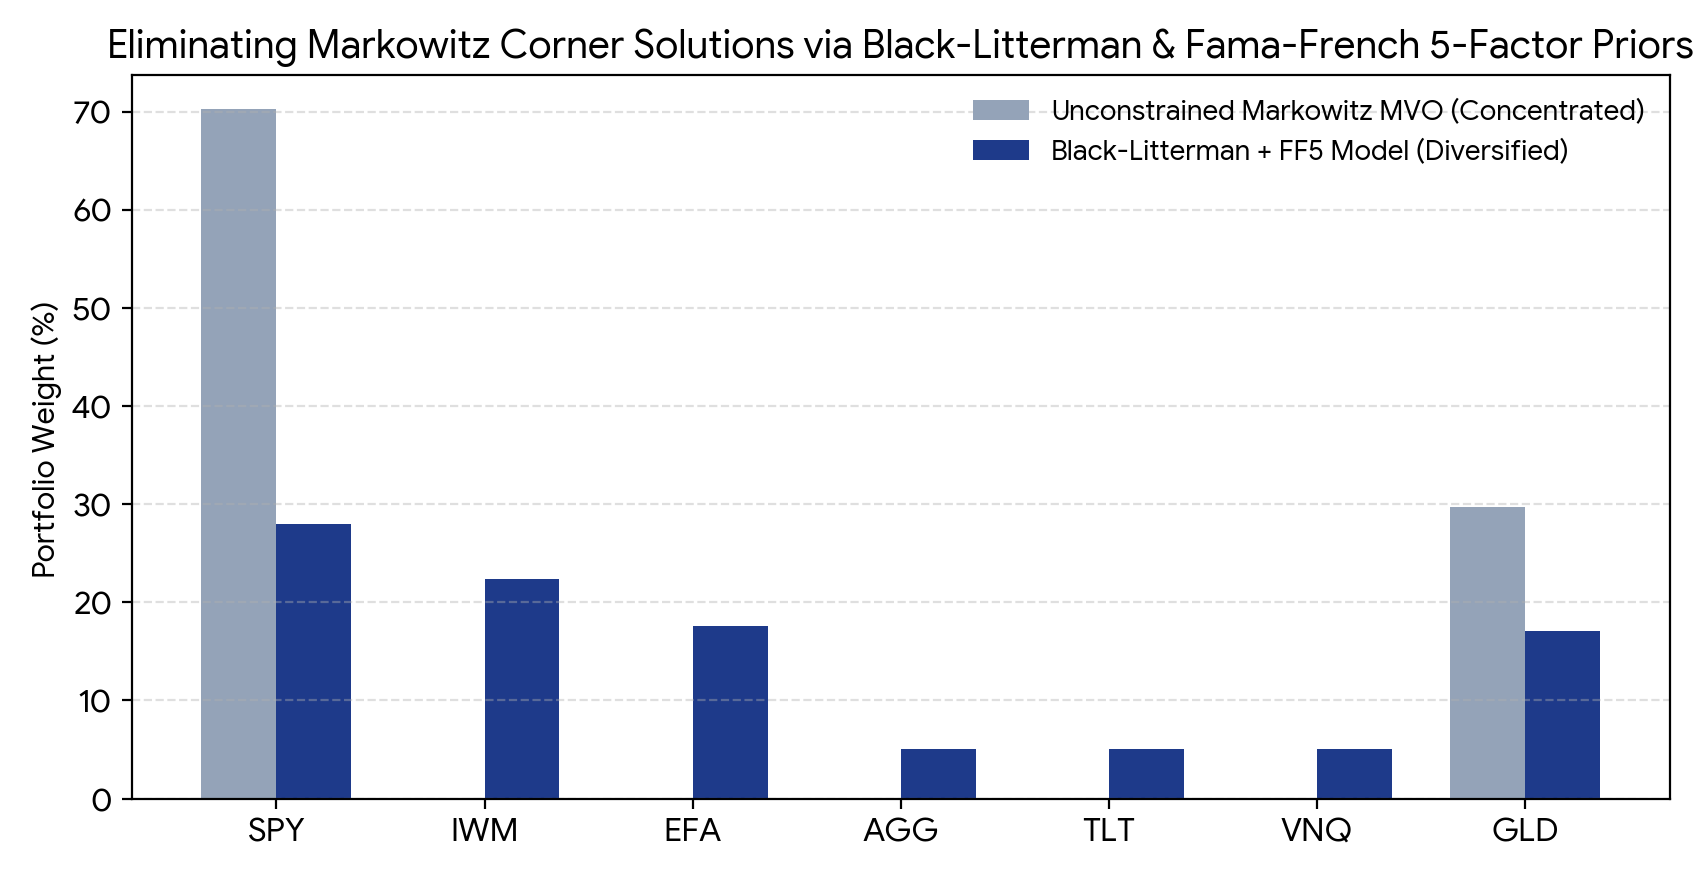 Eliminating Markowitz Corner Solutions via Black-Litterman & Fama-French 5-Factor Priors
Unconstrained Markowitz MVO (Concentrated)
Black-Litterman + FF5 Model (Diversified)
Portfolio Weight (%)
70
60
50
40
30
20
10
0
SPY IWM EFA AGG TLT VNQ GLD